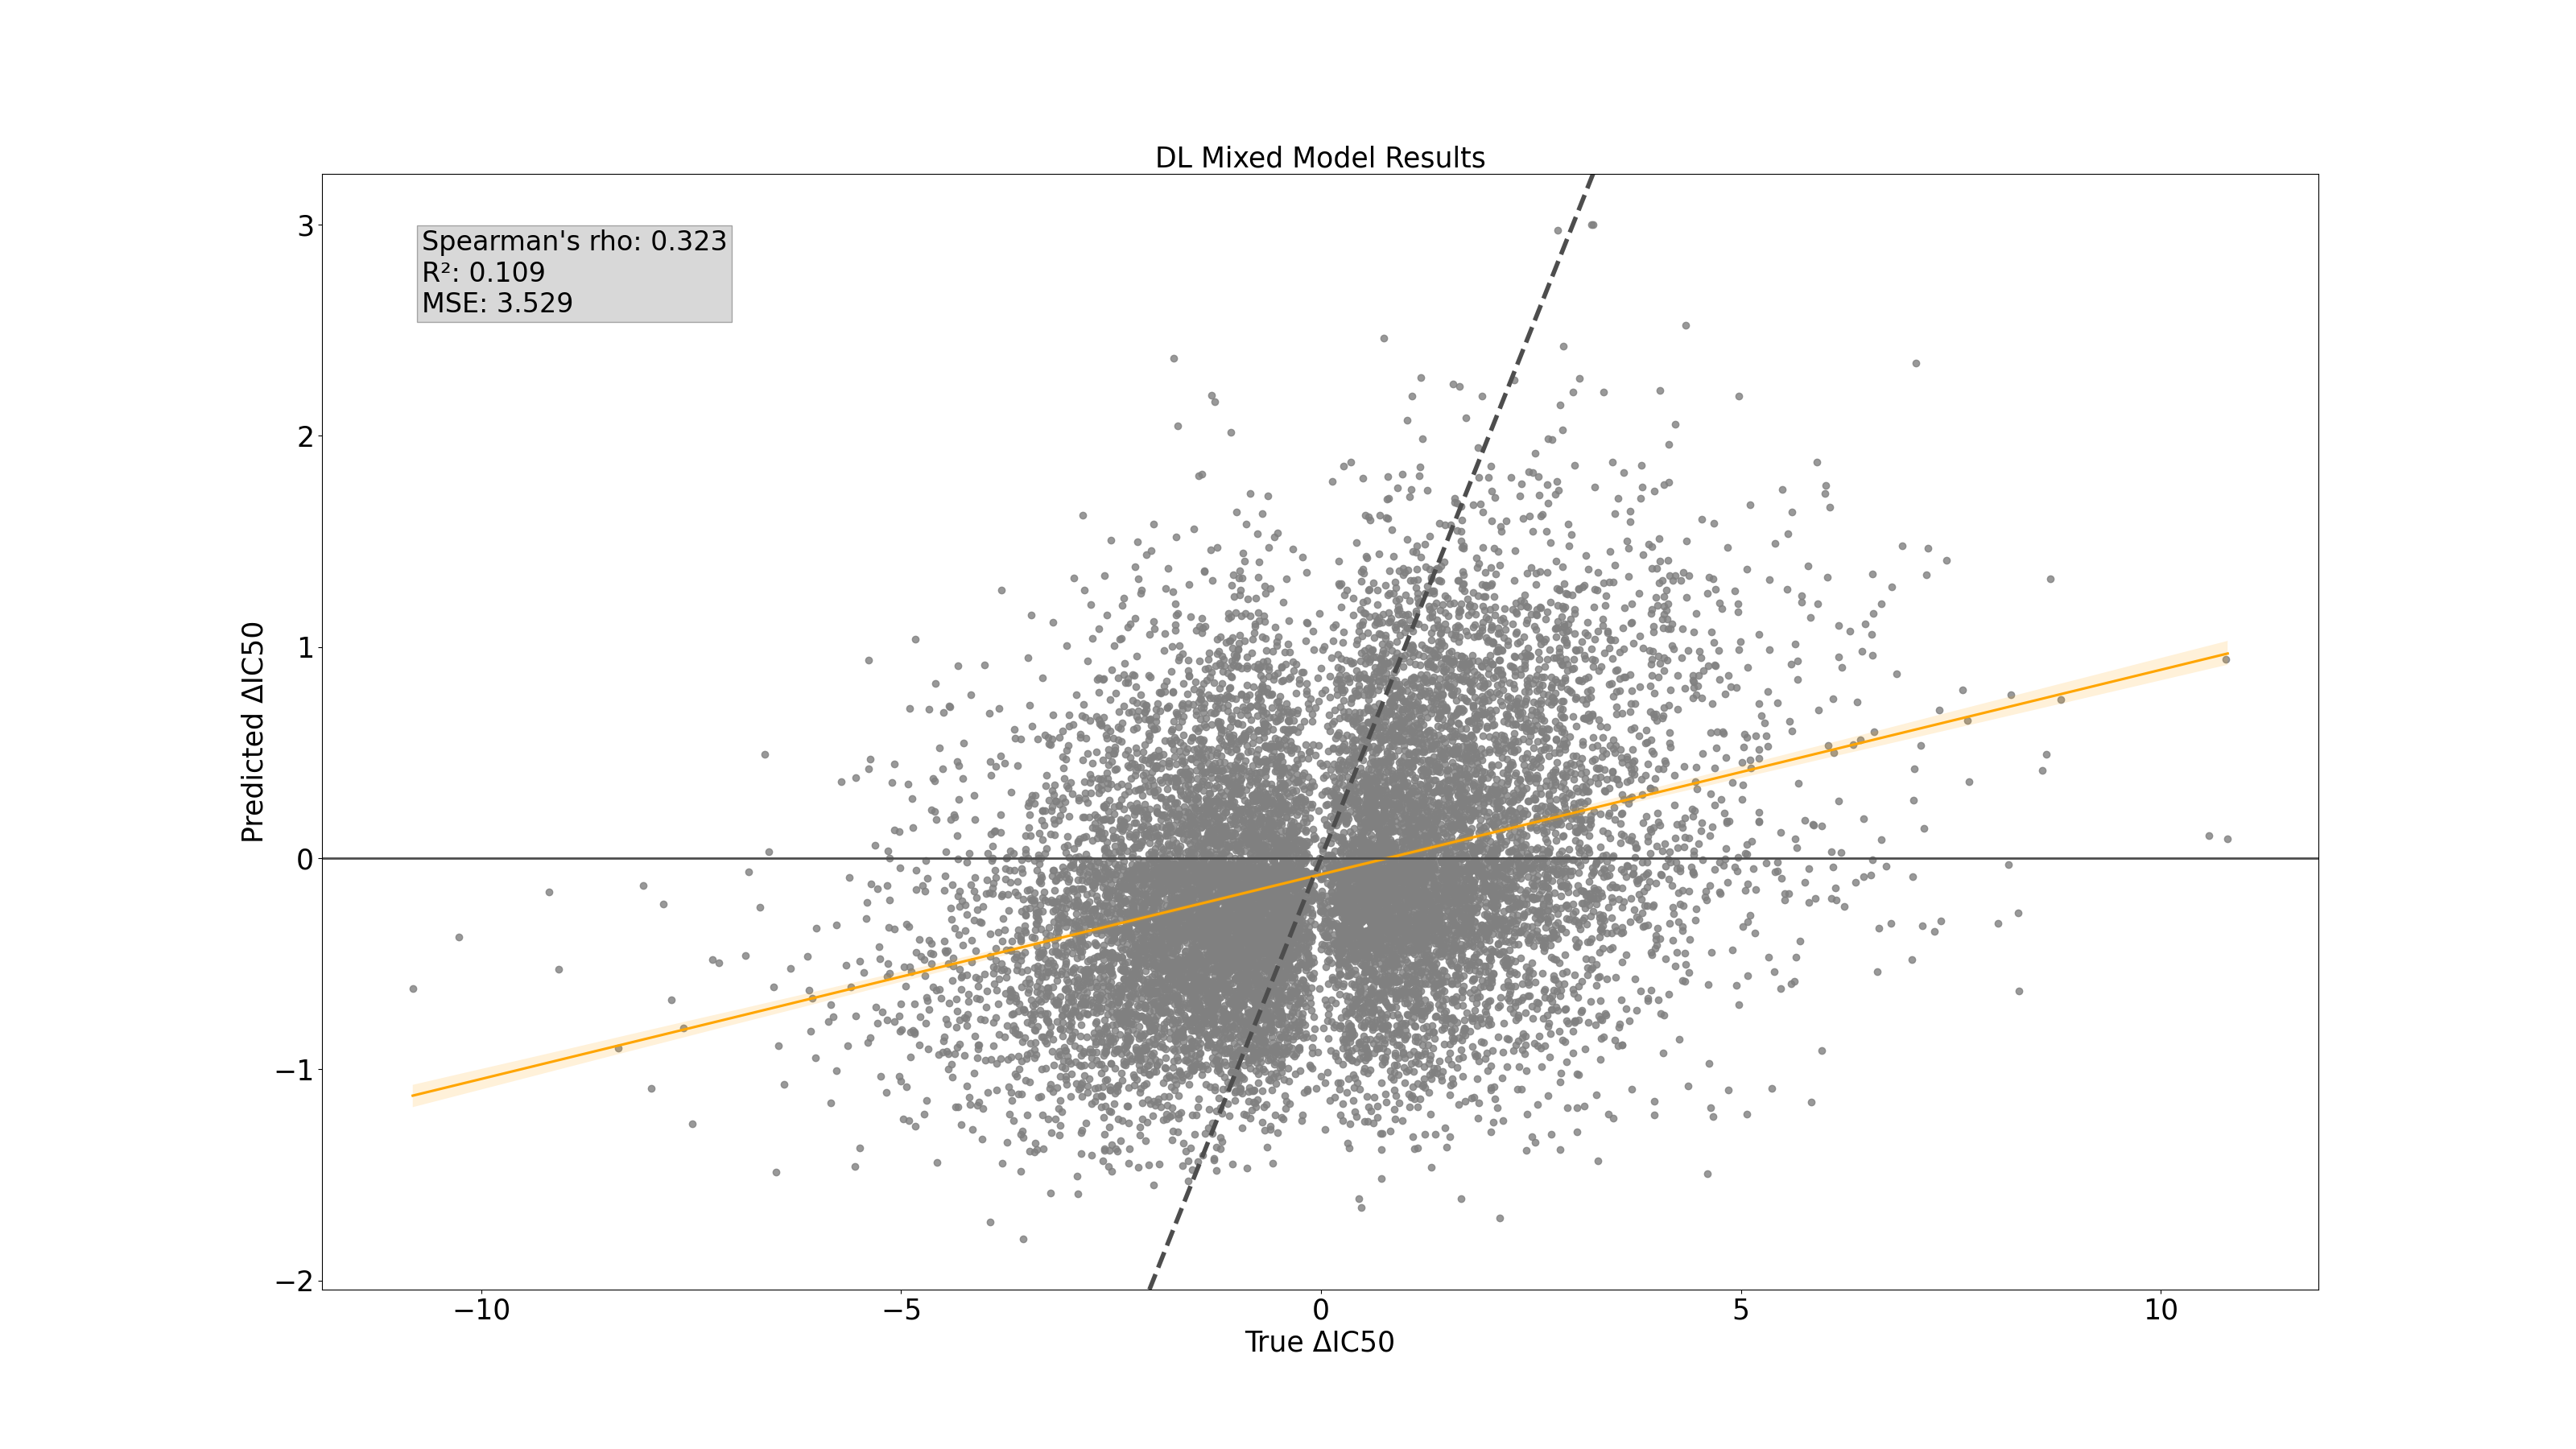 DL Mixed Model Results
Spearman's rho: 0.323
R²: 0.109
MSE: 3.529
3
2
1
0
−1
−2
Predicted ΔIC50
−10
−5
0
5
10
True ΔIC50